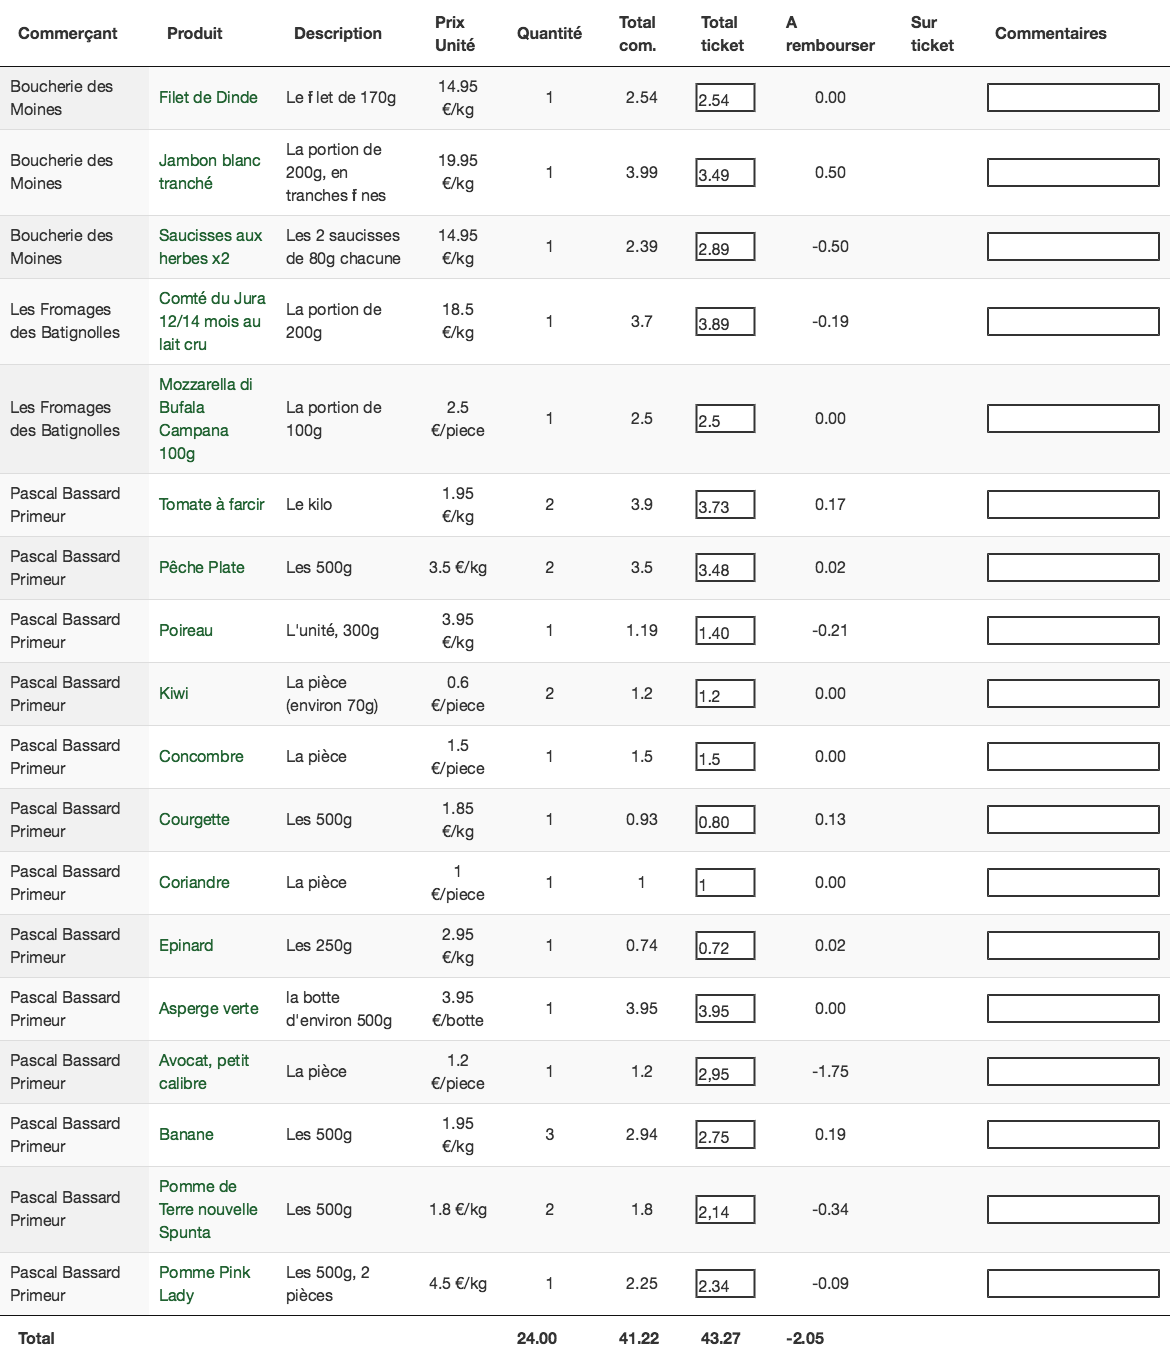 Commerçant Produit Description Prix Unité Quantité Total com. Total ticket A rembourser Sur ticket Commentaires
Boucherie des Moines Filet de Dinde Le filet de 170g 14.95 €/kg 1 2.54 2.54 0.00
Boucherie des Moines Jambon blanc tranché La portion de 200g, en tranches fines 19.95 €/kg 1 3.99 3.49 0.50
Boucherie des Moines Saucisses aux herbes x2 Les 2 saucisses de 80g chacune 14.95 €/kg 1 2.39 2.89 -0.50
Les Fromages des Batignolles Comté du Jura 12/14 mois au lait cru La portion de 200g 18.5 €/kg 1 3.7 3.89 -0.19
Les Fromages des Batignolles Mozzarella di Bufala Campana 100g La portion de 100g 2.5 €/piece 1 2.5 2.5 0.00
Pascal Bassard Primeur Tomate à farcir Le kilo 1.95 €/kg 2 3.9 3.73 0.17
Pascal Bassard Primeur Pêche Plate Les 500g 3.5 €/kg 2 3.5 3.48 0.02
Pascal Bassard Primeur Poireau L'unité, 300g 3.95 €/kg 1 1.19 1.40 -0.21
Pascal Bassard Primeur Kiwi La pièce (environ 70g) 0.6 €/piece 2 1.2 1.2 0.00
Pascal Bassard Primeur Concombre La pièce 1.5 €/piece 1 1.5 1.5 0.00
Pascal Bassard Primeur Courgette Les 500g 1.85 €/kg 1 0.93 0.80 0.13
Pascal Bassard Primeur Coriandre La pièce 1 €/piece 1 1 1 0.00
Pascal Bassard Primeur Epinard Les 250g 2.95 €/kg 1 0.74 0.72 0.02
Pascal Bassard Primeur Asperge verte la botte d'environ 500g 3.95 €/botte 1 3.95 3.95 0.00
Pascal Bassard Primeur Avocat, petit calibre La pièce 1.2 €/piece 1 1.2 2,95 -1.75
Pascal Bassard Primeur Banane Les 500g 1.95 €/kg 3 2.94 2.75 0.19
Pascal Bassard Primeur Pomme de Terre nouvelle Spunta Les 500g 1.8 €/kg 2 1.8 2,14 -0.34
Pascal Bassard Primeur Pomme Pink Lady Les 500g, 2 pièces 4.5 €/kg 1 2.25 2.34 -0.09
Total 24.00 41.22 43.27 -2.05